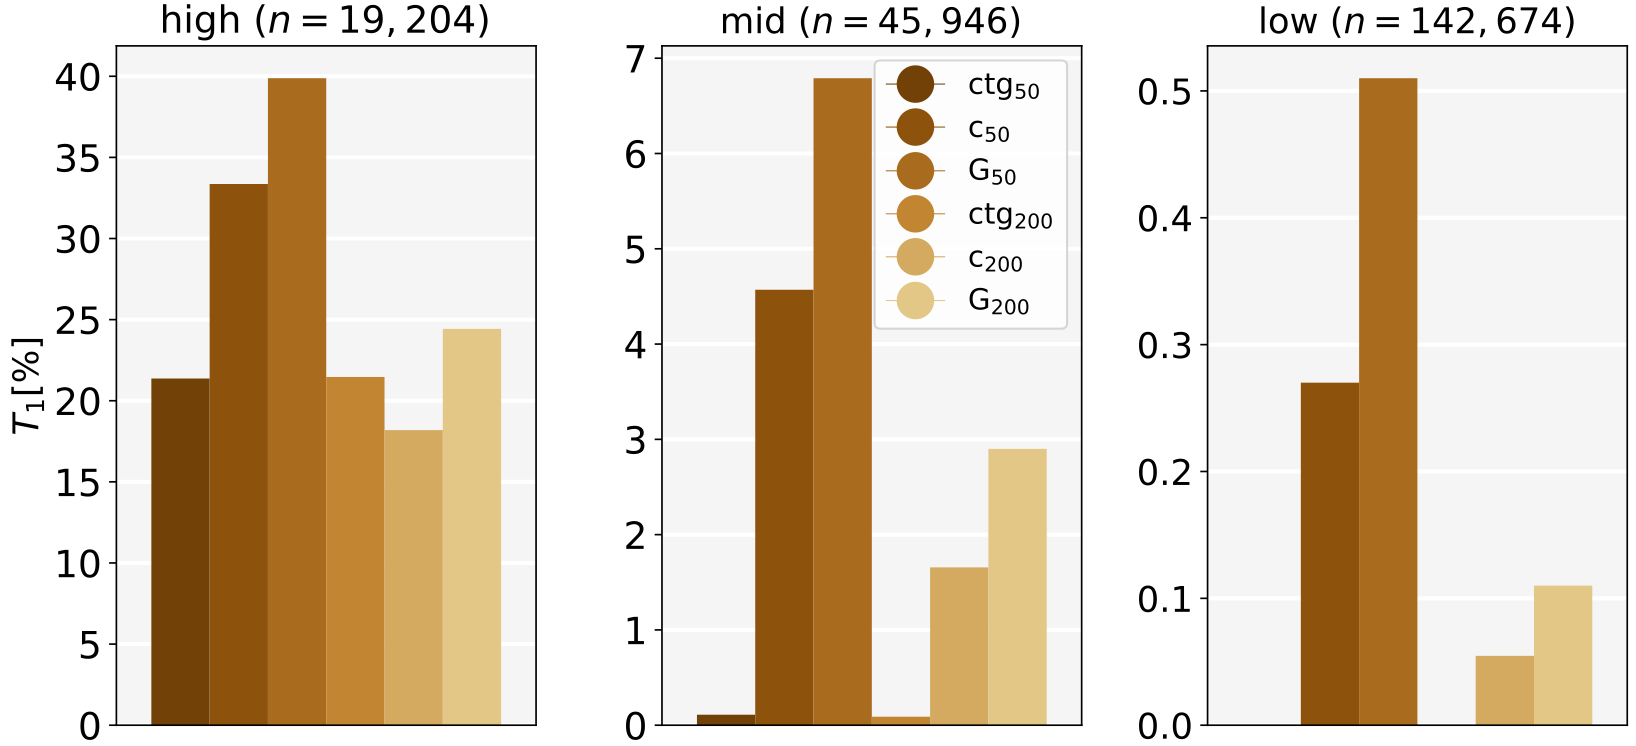 high (n = 19, 204)
T₁[%]
40
35
30
25
20
15
10
5
0
mid (n = 45, 946)
7
6
5
4
3
2
1
0
ctg₅₀
c₅₀
G₅₀
ctg₂₀₀
c₂₀₀
G₂₀₀
low (n = 142, 674)
0.5
0.4
0.3
0.2
0.1
0.0